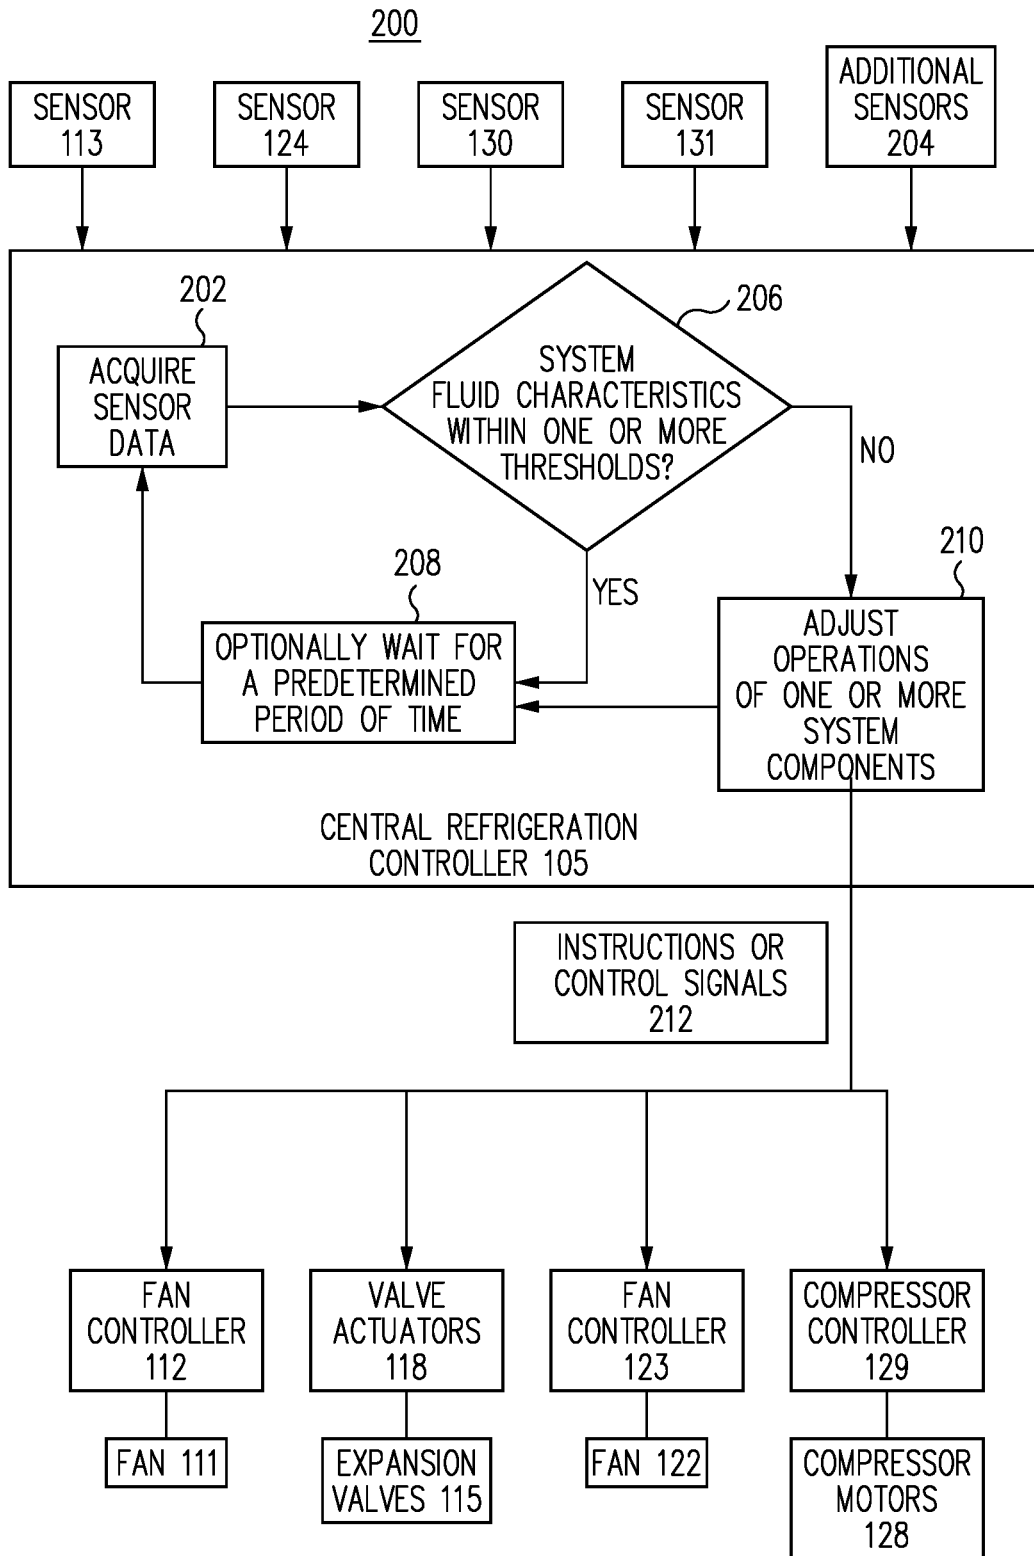 200
SENSOR
113
SENSOR
124
SENSOR
130
SENSOR
131
ADDITIONAL
SENSORS
204
202
ACQUIRE
SENSOR
DATA
206
SYSTEM
FLUID CHARACTERISTICS
WITHIN ONE OR MORE
THRESHOLDS?
NO
YES
208
OPTIONALLY WAIT FOR
A PREDETERMINED
PERIOD OF TIME
210
ADJUST
OPERATIONS
OF ONE OR MORE
SYSTEM
COMPONENTS
CENTRAL REFRIGERATION
CONTROLLER 105
INSTRUCTIONS OR
CONTROL SIGNALS
212
FAN
CONTROLLER
112
VALVE
ACTUATORS
118
FAN
CONTROLLER
123
COMPRESSOR
CONTROLLER
129
FAN 111
EXPANSION
VALVES 115
FAN 122
COMPRESSOR
MOTORS
128